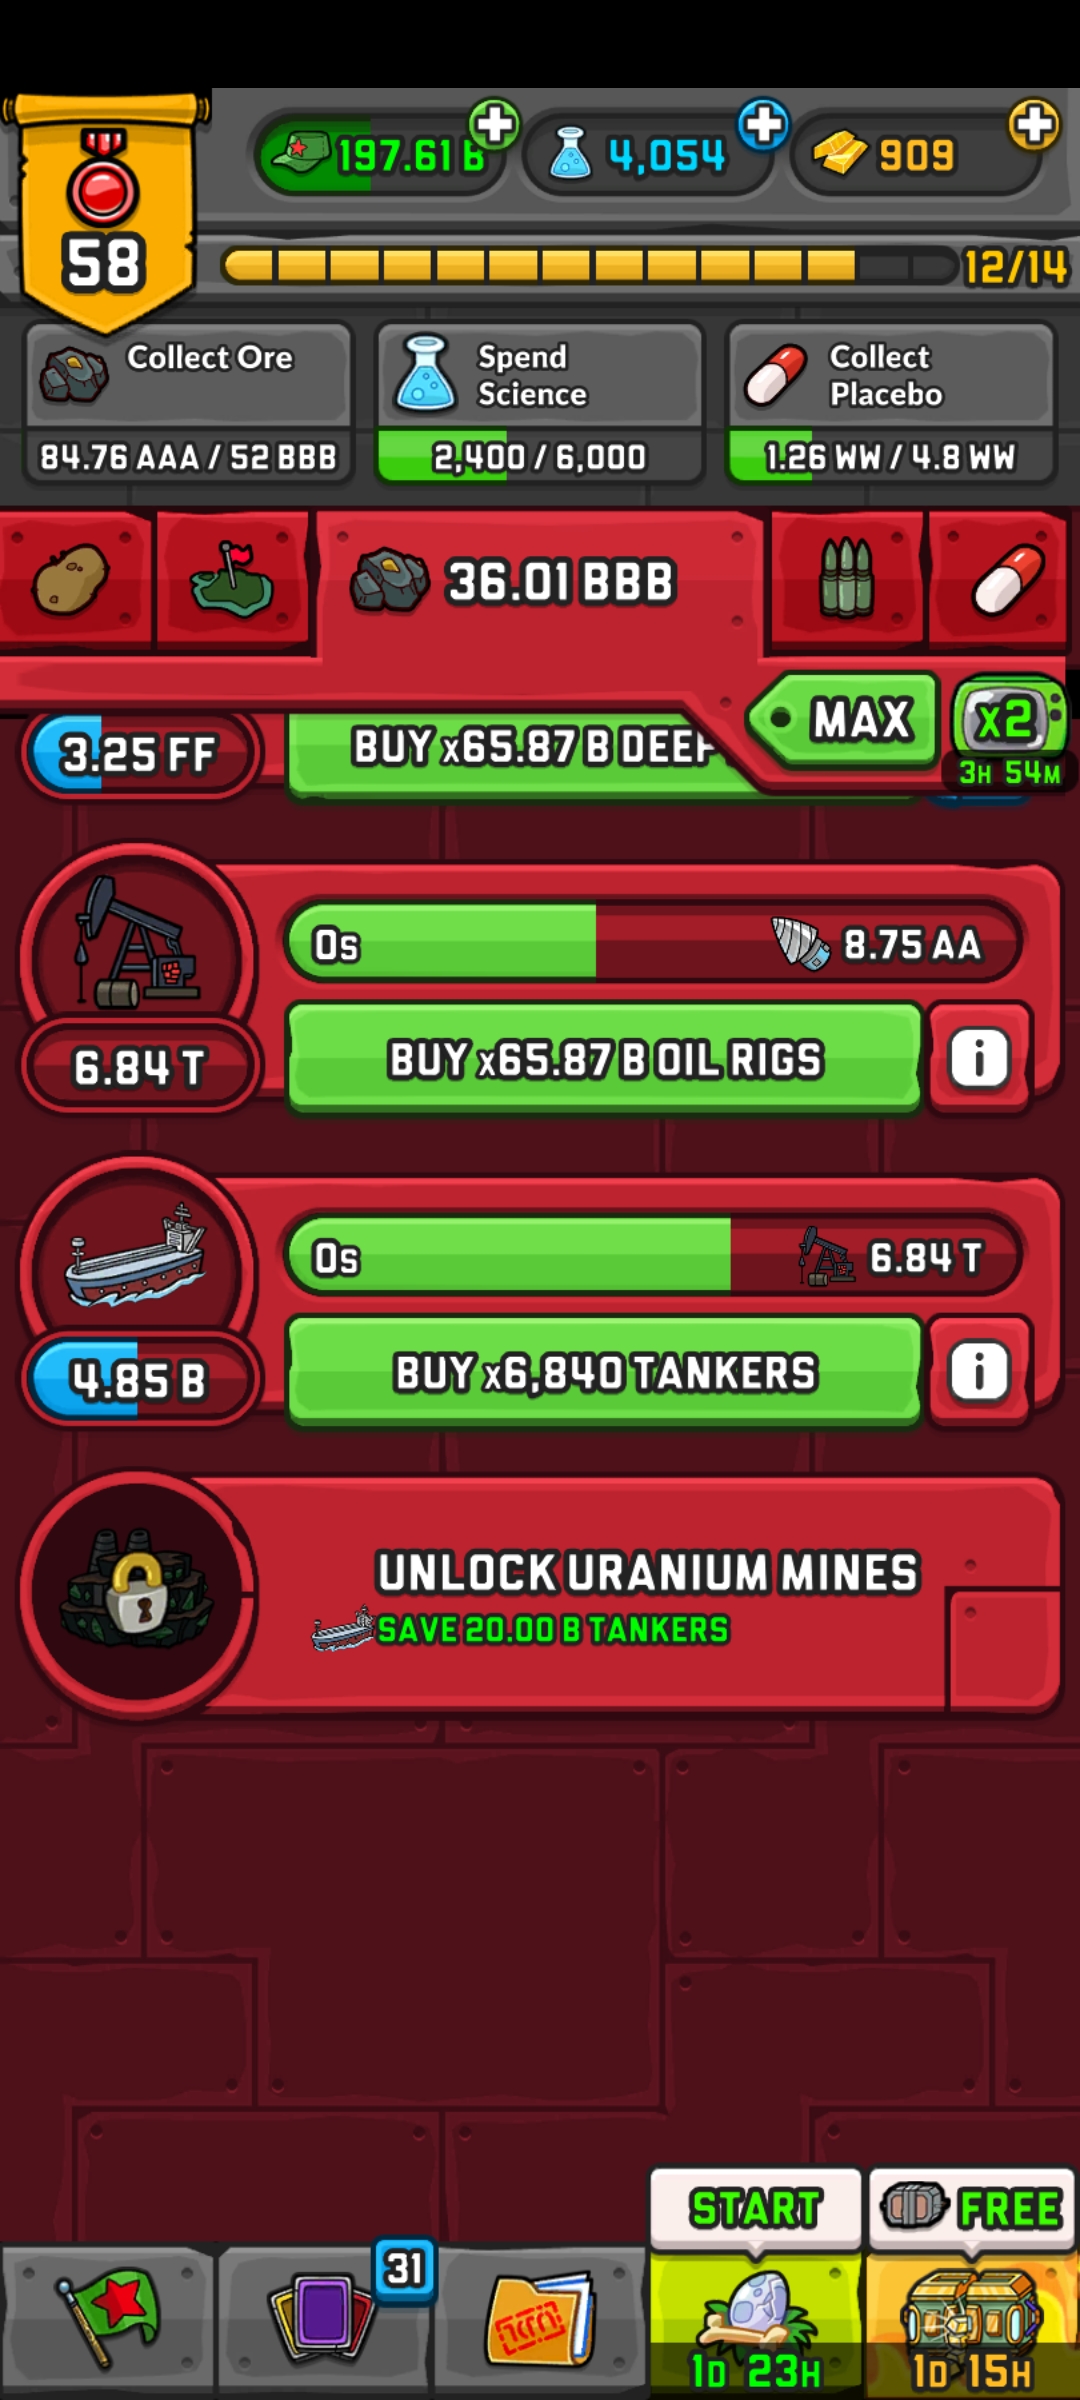 58
197.61 B
4,054
909
12/14
Collect Ore
84.76 AAA / 52 BBB
Spend
Science
2,400 / 6,000
Collect
Placebo
1.26 WW / 4.8 WW
36.01 BBB
MAX
x2
3H 54M
3.25 FF
BUY x65.87 B DEEP
0s
8.75 AA
6.84 T
BUY x65.87 B OIL RIGS
i
0s
6.84 T
4.85 B
BUY x6,840 TANKERS
i
UNLOCK URANIUM MINES
SAVE 20.00 B TANKERS
START
FREE
31
1D 23H
1D 15H